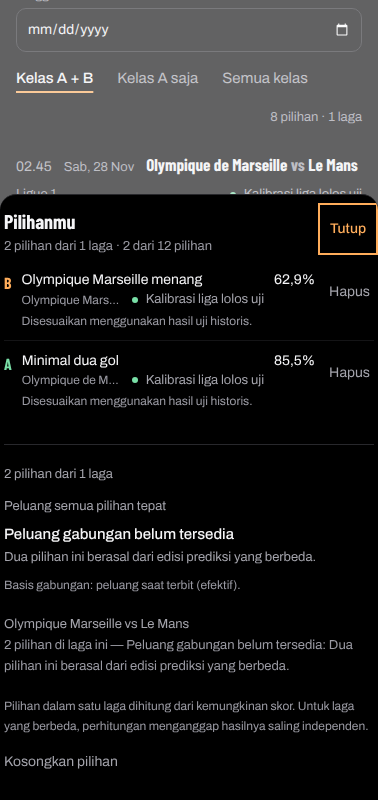 mm/dd/yyyy
Kelas A + B Kelas A saja Semua kelas
8 pilihan · 1 laga
02.45 Sab, 28 Nov Olympique de Marseille vs Le Mans
Ligue 1 Kalibrasi liga lolos uji
Pilihanmu
Tutup
2 pilihan dari 1 laga · 2 dari 12 pilihan
B Olympique Marseille menang 62,9%
Olympique Mars... Kalibrasi liga lolos uji Hapus
Disesuaikan menggunakan hasil uji historis.
A Minimal dua gol 85,5%
Olympique de M... Kalibrasi liga lolos uji Hapus
Disesuaikan menggunakan hasil uji historis.
2 pilihan dari 1 laga
Peluang semua pilihan tepat
Peluang gabungan belum tersedia
Dua pilihan ini berasal dari edisi prediksi yang berbeda.
Basis gabungan: peluang saat terbit (efektif).
Olympique Marseille vs Le Mans
2 pilihan di laga ini — Peluang gabungan belum tersedia: Dua
pilihan ini berasal dari edisi prediksi yang berbeda.
Pilihan dalam satu laga dihitung dari kemungkinan skor. Untuk laga
yang berbeda, perhitungan menganggap hasilnya saling independen.
Kosongkan pilihan